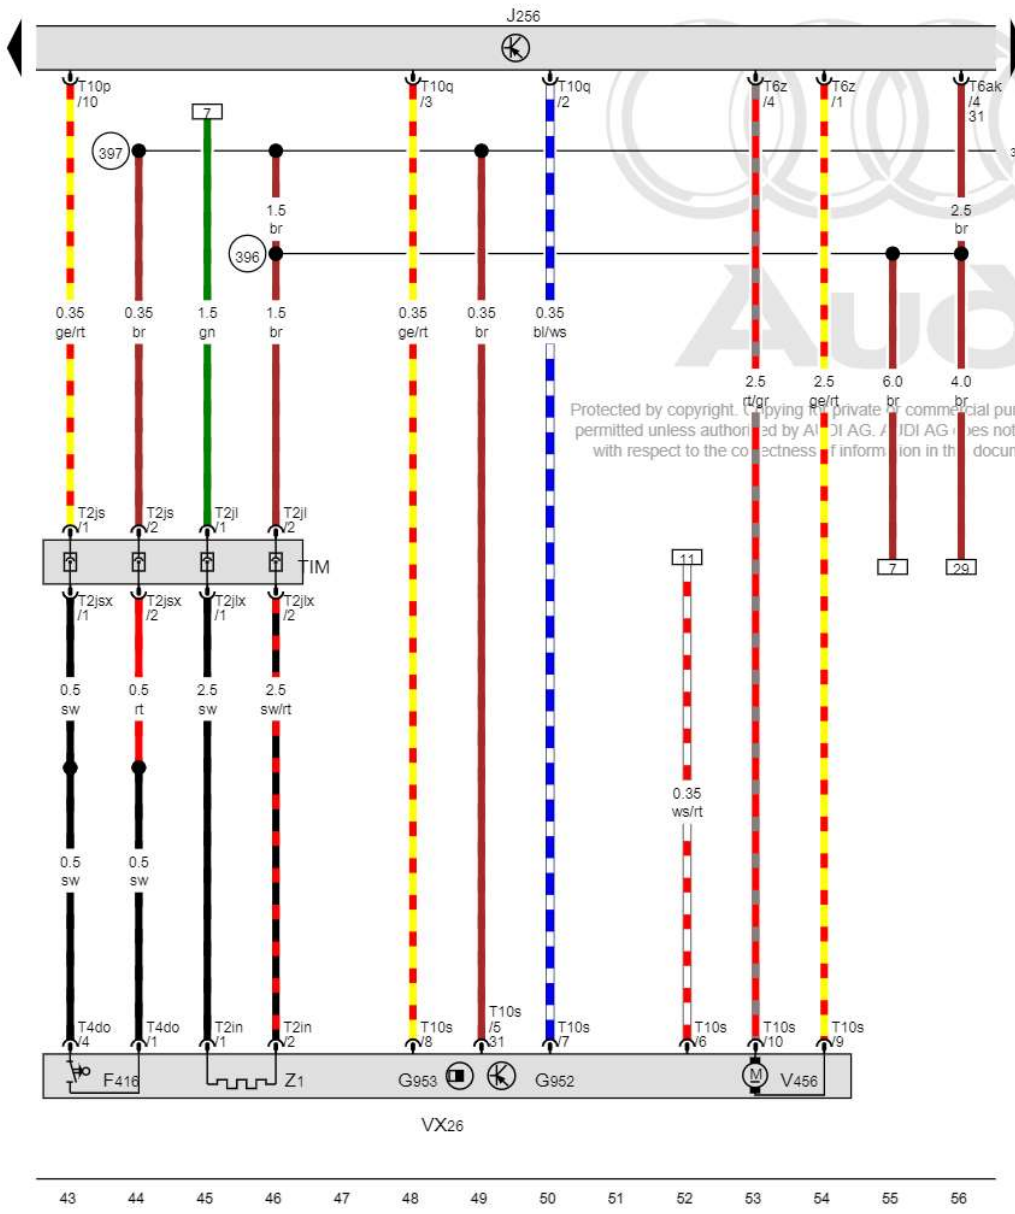 J256
T10p
/10
T10q
/3
T10q
/2
T6z
/4
T6z
/1
T6ak
/4
31
7
397
3
1.5
br
2.5
br
396
0.35
ge/rt
0.35
br
1.5
gn
1.5
br
0.35
ge/rt
0.35
br
0.35
bl/ws
Audi
2.5
rt/gr
2.5
ge/rt
6.0
br
4.0
br
Protected by copyright. Copying for private or commercial pur
permitted unless authorised by AUDI AG. AUDI AG does not
with respect to the correctness of information in this docum
T2js
/1
T2js
/2
T2jl
/1
T2jl
/2
TIM
11
7
29
T2jsx
/1
T2jsx
/2
T2jlx
/1
T2jlx
/2
0.5
sw
0.5
rt
2.5
sw
2.5
sw/rt
0.35
ws/rt
0.5
sw
0.5
sw
T4do
/4
T4do
/1
T2in
/1
T2in
/2
T10s
/8
T10s
/5
31
T10s
/7
T10s
/6
T10s
/10
T10s
/9
F416
Z1
G953
G952
M
V456
VX26
43 44 45 46 47 48 49 50 51 52 53 54 55 56